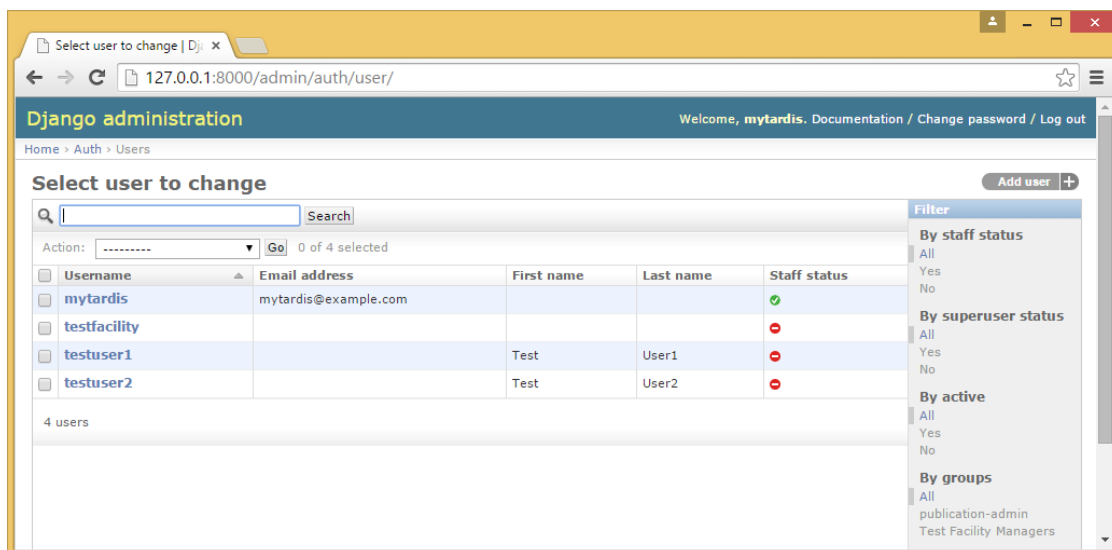 Select user to change | Dj
127.0.0.1:8000/admin/auth/user/
Django administration
Welcome, mytardis. Documentation / Change password / Log out
Home › Auth › Users
Select user to change
Add user +
Search
Action: --------- Go 0 of 4 selected
Username Email address First name Last name Staff status
mytardis mytardis@example.com
testfacility
testuser1 Test User1
testuser2 Test User2
4 users
Filter
By staff status
All
Yes
No
By superuser status
All
Yes
No
By active
All
Yes
No
By groups
All
publication-admin
Test Facility Managers